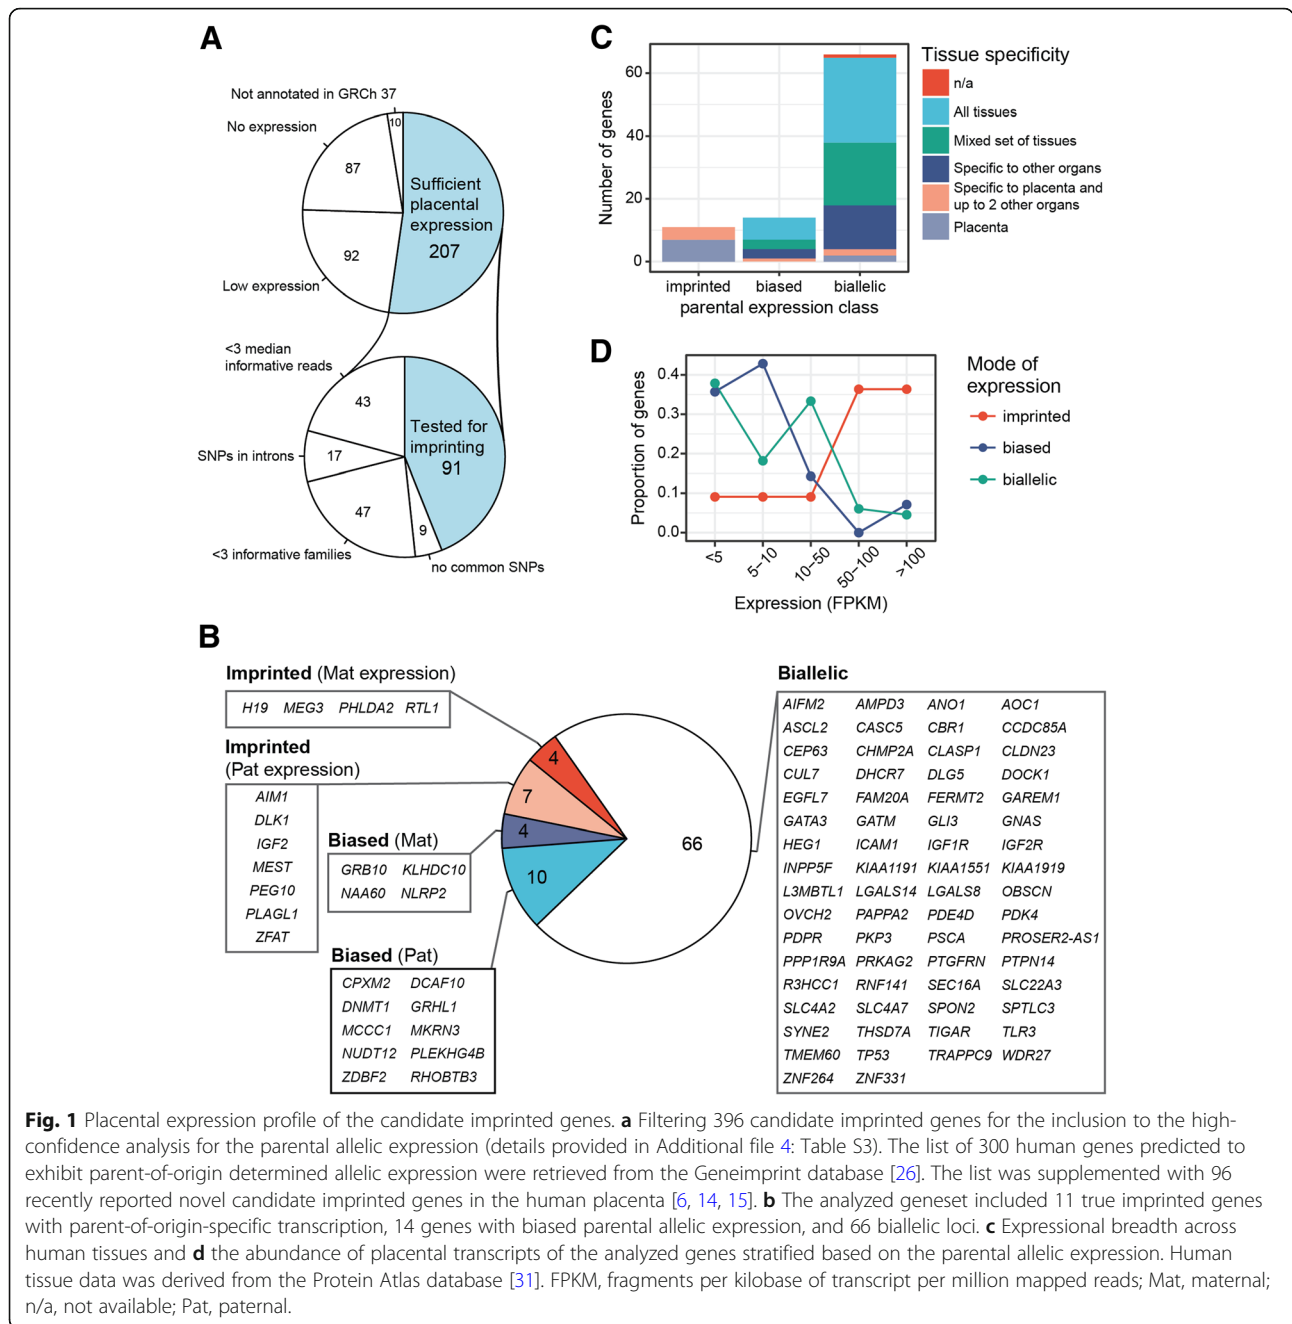 A
Not annotated in GRCh 37
No expression
10
87
Sufficient
placental
expression
207
92
Low expression
<3 median
informative reads
43
Tested for
imprinting
91
SNPs in introns
17
47
9
<3 informative families
no common SNPs
C
Number of genes
60
40
20
0
imprinted biased biallelic
parental expression class
Tissue specificity
n/a
All tissues
Mixed set of tissues
Specific to other organs
Specific to placenta and
up to 2 other organs
Placenta
D
Proportion of genes
0.4
0.3
0.2
0.1
0.0
<5 5−10 10−50 50−100 >100
Expression (FPKM)
Mode of
expression
imprinted
biased
biallelic
B
Imprinted (Mat expression)
H19 MEG3 PHLDA2 RTL1
Imprinted
(Pat expression)
AIM1
DLK1
IGF2
MEST
PEG10
PLAGL1
ZFAT
Biased (Mat)
GRB10 KLHDC10
NAA60 NLRP2
Biased (Pat)
CPXM2 DCAF10
DNMT1 GRHL1
MCCC1 MKRN3
NUDT12 PLEKHG4B
ZDBF2 RHOBTB3
4
7
4
10
66
Biallelic
AIFM2 AMPD3 ANO1 AOC1
ASCL2 CASC5 CBR1 CCDC85A
CEP63 CHMP2A CLASP1 CLDN23
CUL7 DHCR7 DLG5 DOCK1
EGFL7 FAM20A FERMT2 GAREM1
GATA3 GATM GLI3 GNAS
HEG1 ICAM1 IGF1R IGF2R
INPP5F KIAA1191 KIAA1551 KIAA1919
L3MBTL1 LGALS14 LGALS8 OBSCN
OVCH2 PAPPA2 PDE4D PDK4
PDPR PKP3 PSCA PROSER2-AS1
PPP1R9A PRKAG2 PTGFRN PTPN14
R3HCC1 RNF141 SEC16A SLC22A3
SLC4A2 SLC4A7 SPON2 SPTLC3
SYNE2 THSD7A TIGAR TLR3
TMEM60 TP53 TRAPPC9 WDR27
ZNF264 ZNF331
Fig. 1 Placental expression profile of the candidate imprinted genes. a Filtering 396 candidate imprinted genes for the inclusion to the high-
confidence analysis for the parental allelic expression (details provided in Additional file 4: Table S3). The list of 300 human genes predicted to
exhibit parent-of-origin determined allelic expression were retrieved from the Geneimprint database [26]. The list was supplemented with 96
recently reported novel candidate imprinted genes in the human placenta [6, 14, 15]. b The analyzed geneset included 11 true imprinted genes
with parent-of-origin-specific transcription, 14 genes with biased parental allelic expression, and 66 biallelic loci. c Expressional breadth across
human tissues and d the abundance of placental transcripts of the analyzed genes stratified based on the parental allelic expression. Human
tissue data was derived from the Protein Atlas database [31]. FPKM, fragments per kilobase of transcript per million mapped reads; Mat, maternal;
n/a, not available; Pat, paternal.